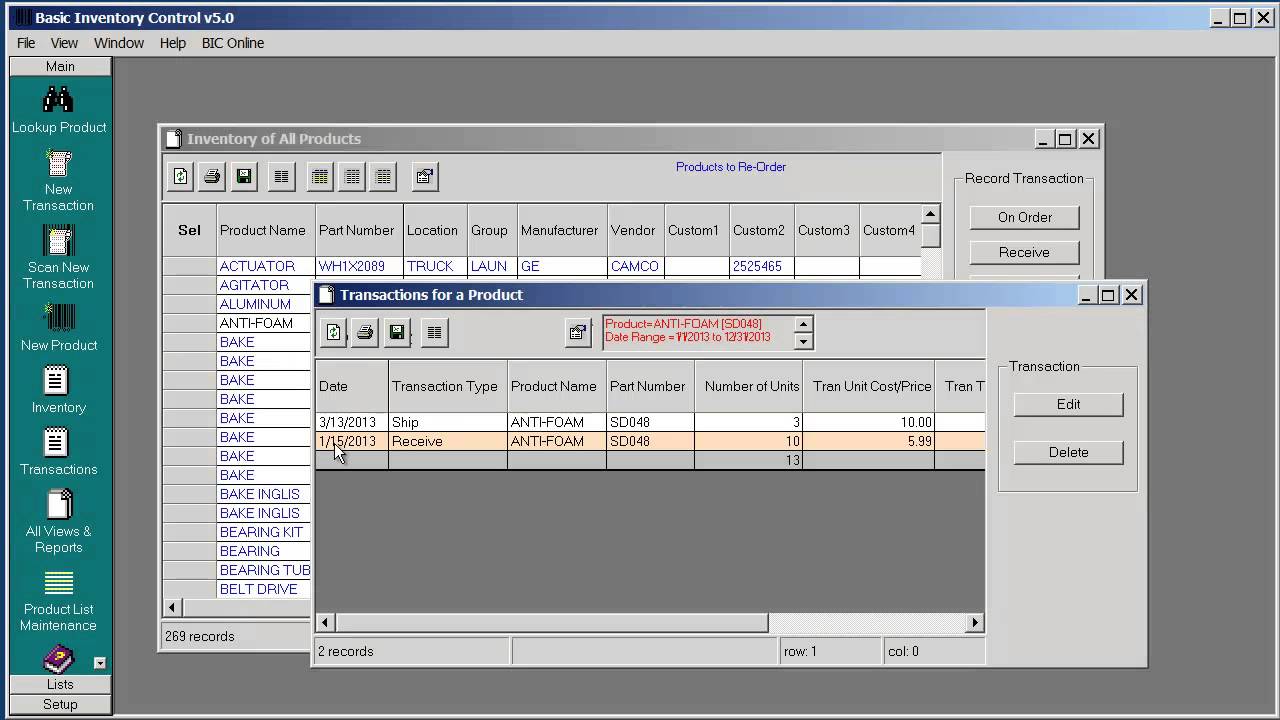 Basic Inventory Control v5.0
File View Window Help BIC Online
Main
Lookup Product
New
Transaction
Scan New
Transaction
New Product
Inventory
Transactions
All Views &
Reports
Product List
Maintenance
Lists
Setup
Inventory of All Products
Products to Re-Order
Record Transaction
On Order
Receive
Sel Product Name Part Number Location Group Manufacturer Vendor Custom1 Custom2 Custom3 Custom4
ACTUATOR WH1X2089 TRUCK LAUN GE CAMCO 2525465
AGITATOR
ALUMINUM
ANTI-FOAM
BAKE
BAKE
BAKE
BAKE
BAKE
BAKE
BAKE
BAKE
BAKE INGLIS
BAKE INGLIS
BEARING KIT
BEARING
BEARING TUB
BELT DRIVE
269 records
Transactions for a Product
Product=ANTI-FOAM [SD048]
Date Range =1/1/2013 to 12/31/2013
Date Transaction Type Product Name Part Number Number of Units Tran Unit Cost/Price Tran T
3/13/2013 Ship ANTI-FOAM SD048 3 10.00
1/15/2013 Receive ANTI-FOAM SD048 10 5.99
13
Transaction
Edit
Delete
2 records row: 1 col: 0